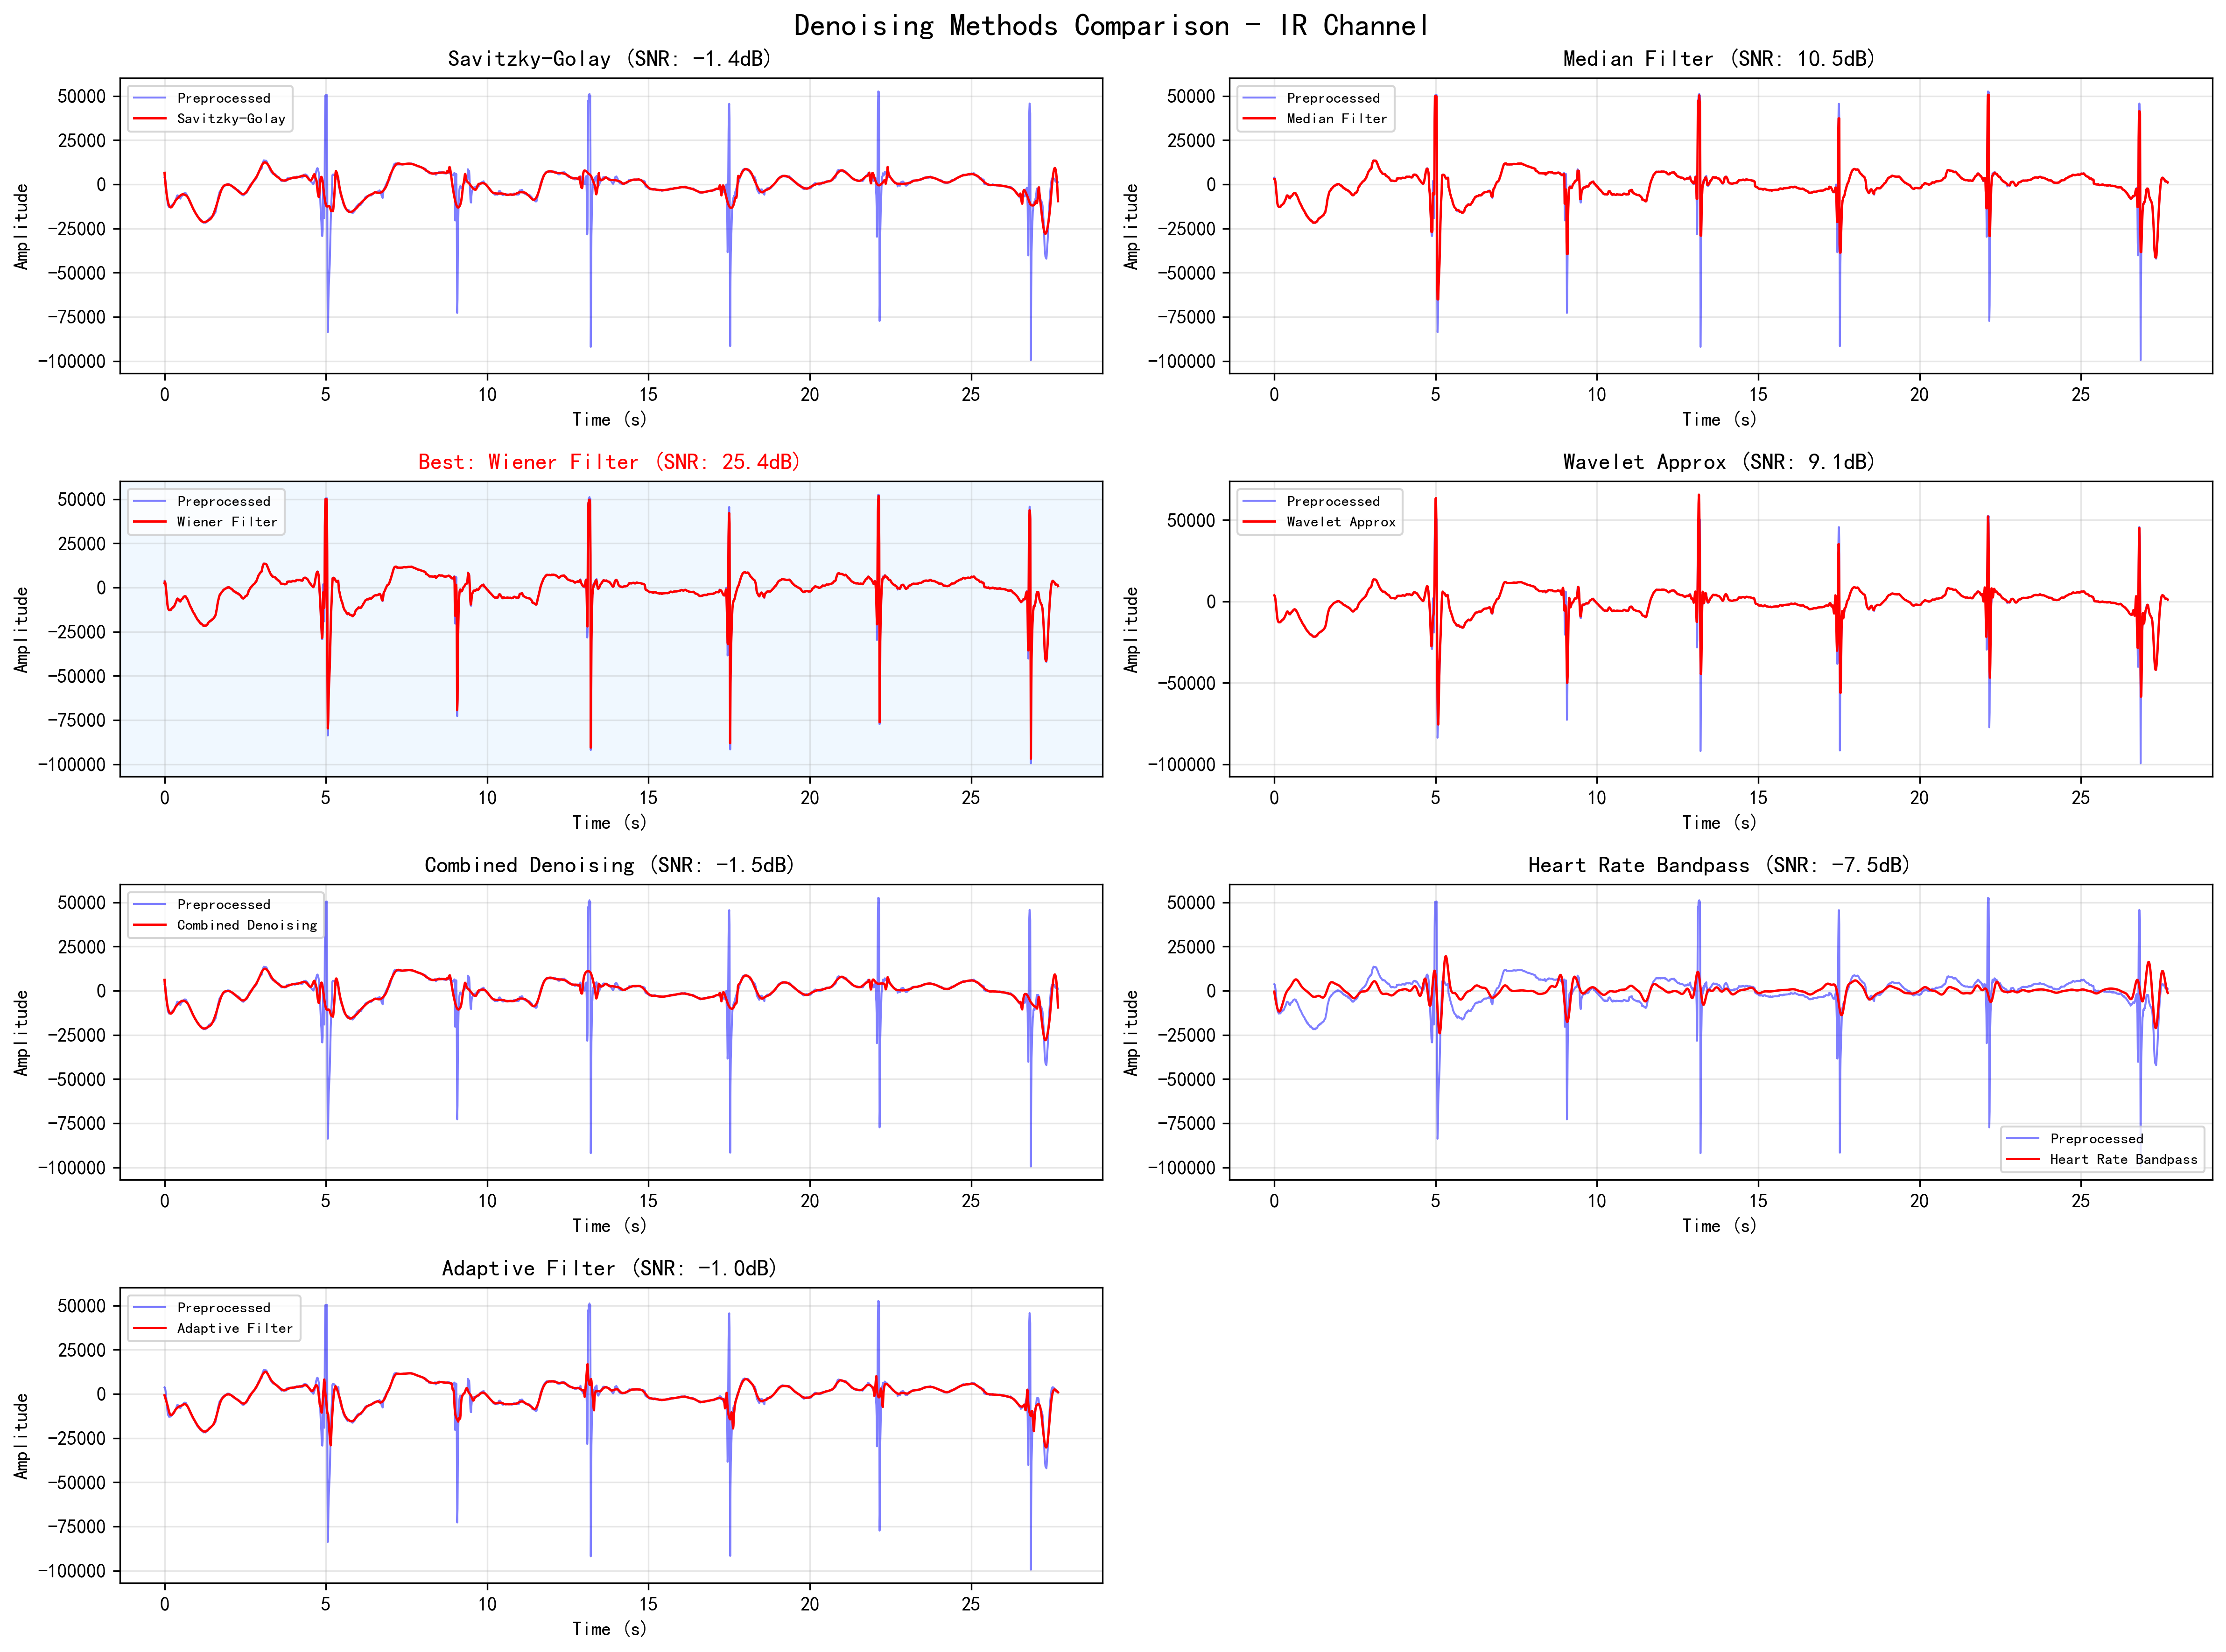 Denoising Methods Comparison - IR Channel
Savitzky-Golay (SNR: -1.4dB)
Preprocessed
Savitzky-Golay
50000
25000
0
-25000
-50000
-75000
-100000
Amplitude
0 5 10 15 20 25
Time (s)
Median Filter (SNR: 10.5dB)
Preprocessed
Median Filter
50000
25000
0
-25000
-50000
-75000
-100000
Amplitude
0 5 10 15 20 25
Time (s)
Best: Wiener Filter (SNR: 25.4dB)
Preprocessed
Wiener Filter
50000
25000
0
-25000
-50000
-75000
-100000
Amplitude
0 5 10 15 20 25
Time (s)
Wavelet Approx (SNR: 9.1dB)
Preprocessed
Wavelet Approx
50000
0
-50000
-100000
Amplitude
0 5 10 15 20 25
Time (s)
Combined Denoising (SNR: -1.5dB)
Preprocessed
Combined Denoising
50000
25000
0
-25000
-50000
-75000
-100000
Amplitude
0 5 10 15 20 25
Time (s)
Heart Rate Bandpass (SNR: -7.5dB)
50000
25000
0
-25000
-50000
-75000
-100000
Amplitude
Preprocessed
Heart Rate Bandpass
0 5 10 15 20 25
Time (s)
Adaptive Filter (SNR: -1.0dB)
Preprocessed
Adaptive Filter
50000
25000
0
-25000
-50000
-75000
-100000
Amplitude
0 5 10 15 20 25
Time (s)